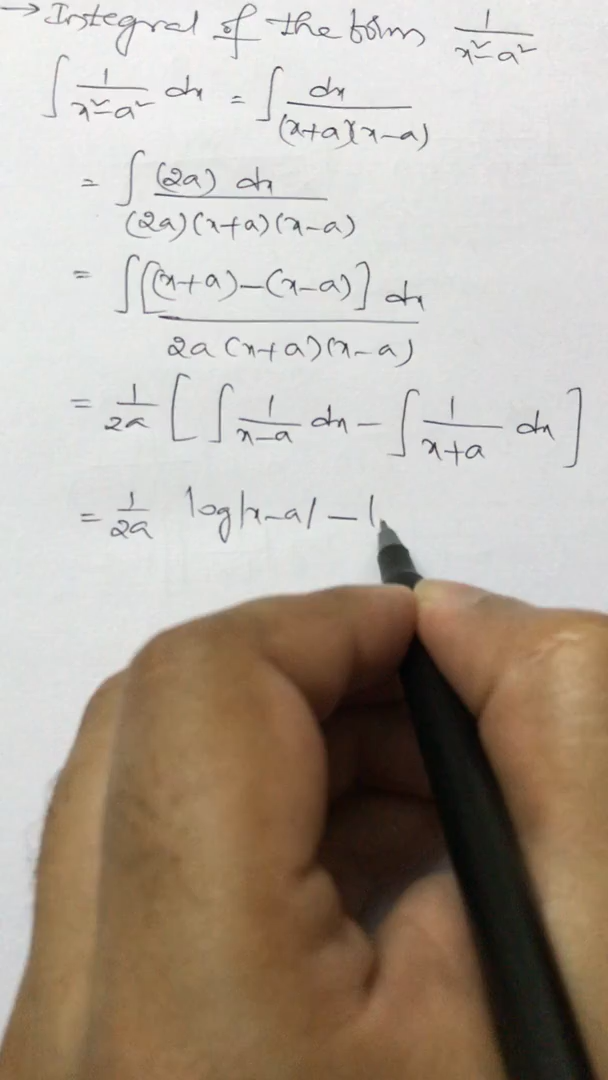 → Integral of the form 1/(x²-a²)
∫ 1/(x²-a²) dx = ∫ dx/((x+a)(x-a))
= ∫ (2a) dx/((2a)(x+a)(x-a))
= ∫ [(x+a)-(x-a)] dx/(2a(x+a)(x-a))
= 1/2a [ ∫ 1/(x-a) dx - ∫ 1/(x+a) dx ]
= 1/2a log|x-a| - l